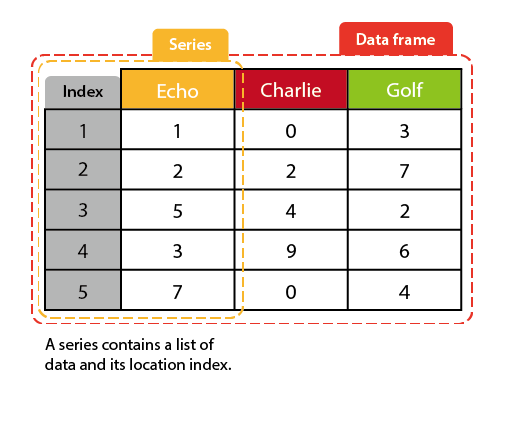 Series
Data frame
Index Echo Charlie Golf
1 1 0 3
2 2 2 7
3 5 4 2
4 3 9 6
5 7 0 4
A series contains a list of
data and its location index.